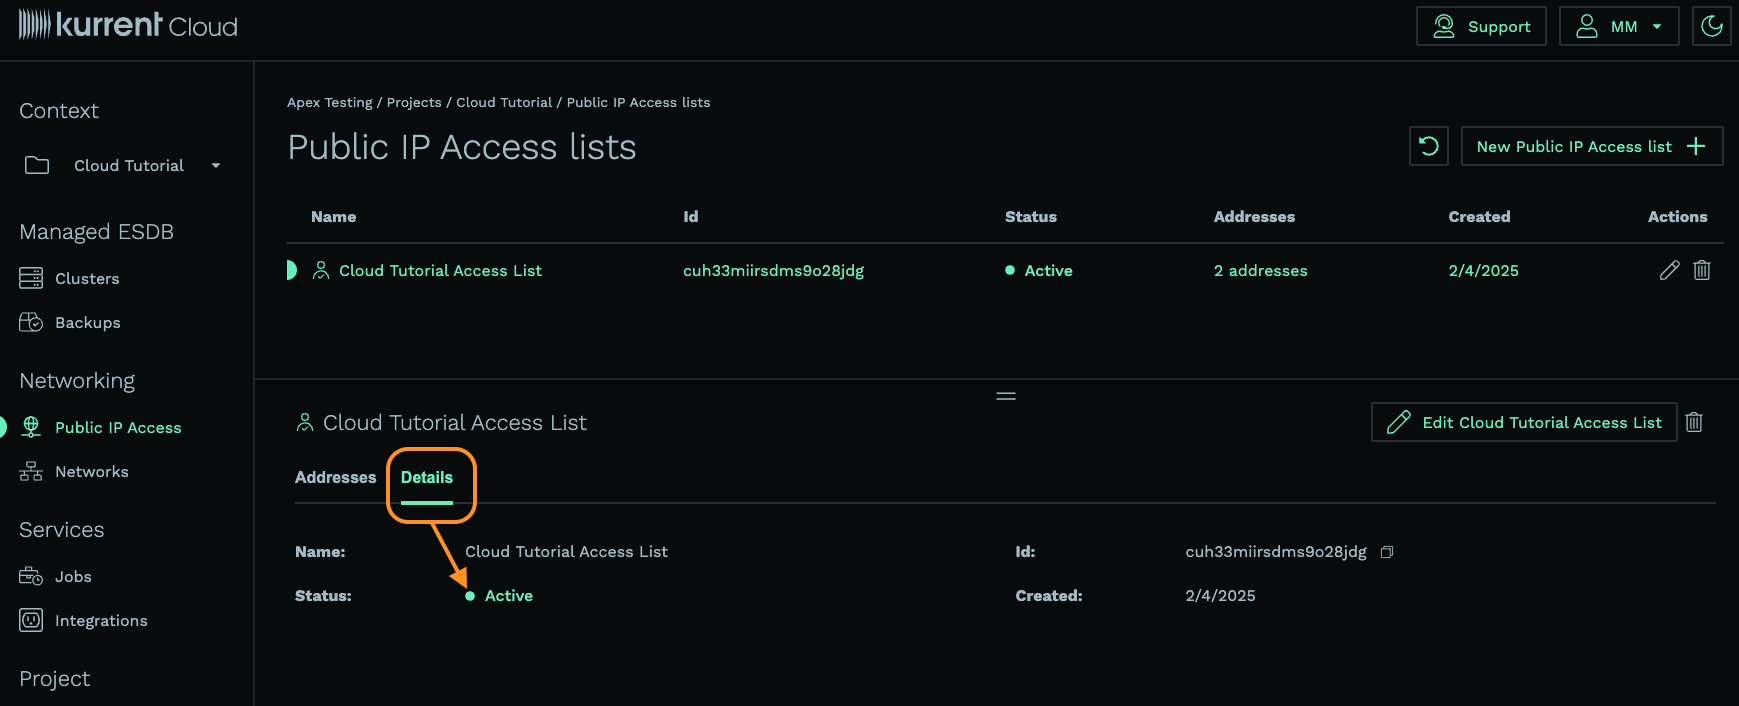 kurrent Cloud
Support
MM
Context
Cloud Tutorial
Managed ESDB
Clusters
Backups
Networking
Public IP Access
Networks
Services
Jobs
Integrations
Project
Apex Testing / Projects / Cloud Tutorial / Public IP Access lists
Public IP Access lists
New Public IP Access list
Name Id Status Addresses Created Actions
Cloud Tutorial Access List cuh33miirsdms9o28jdg Active 2 addresses 2/4/2025
Cloud Tutorial Access List
Edit Cloud Tutorial Access List
Addresses Details
Name: Cloud Tutorial Access List Id: cuh33miirsdms9o28jdg
Status: Active Created: 2/4/2025